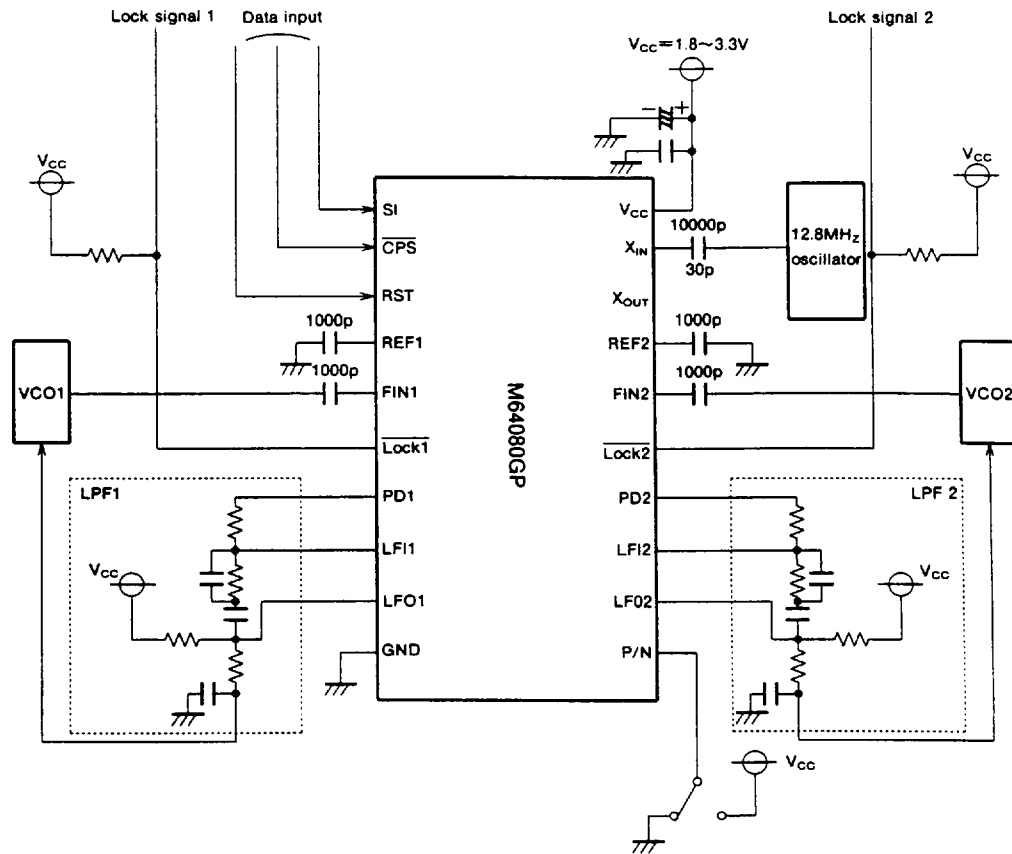 Lock signal 1
Data input
Lock signal 2
VCC=1.8~3.3V
VCC
VCC
SI
VCC
10000p
12.8MHz
oscillator
CPS
XIN
30p
RST
XOUT
1000p
REF1
REF2
1000p
1000p
VCO1
FIN1
FIN2
1000p
VCO2
M64080GP
Lock1
Lock2
LPF1
PD1
PD2
LPF 2
LFI1
LFI2
VCC
VCC
LFO1
LF02
GND
P/N
VCC